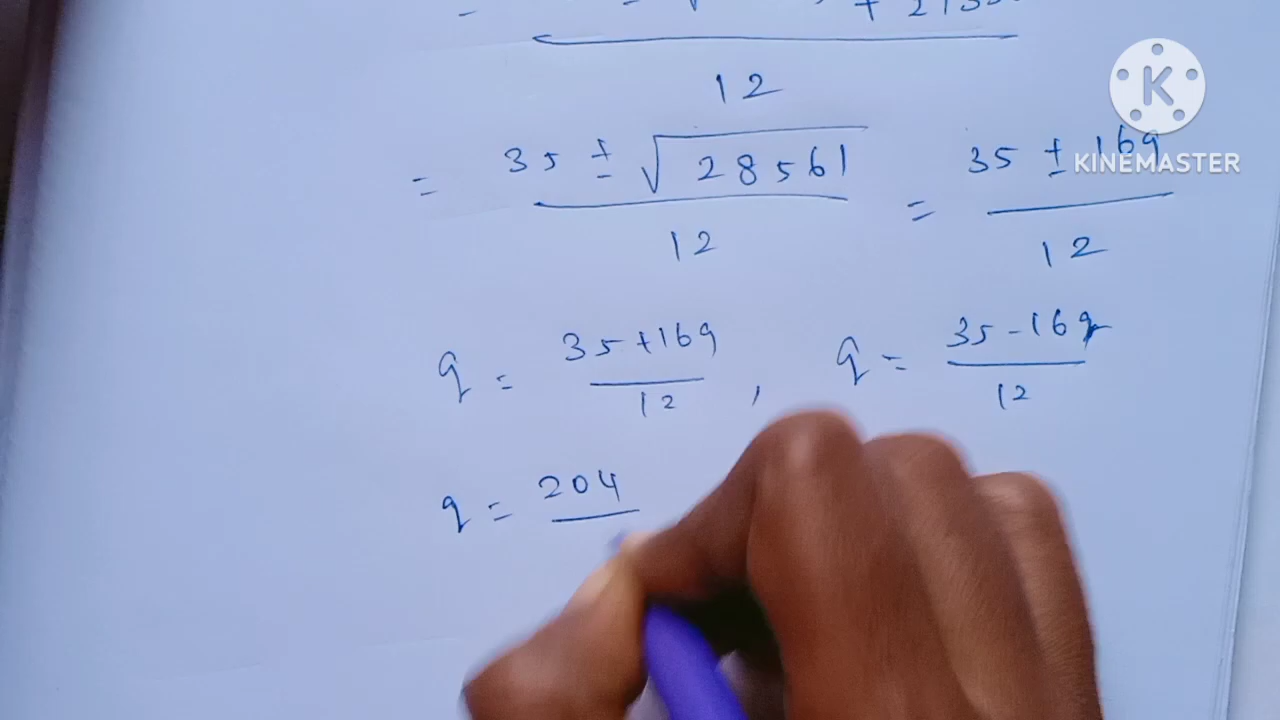 12
= 35 ± √28561 / 12 = 35 ± 169 / 12
q = 35+169 / 12 , q = 35-169 / 12
q = 204
K
KINEMASTER